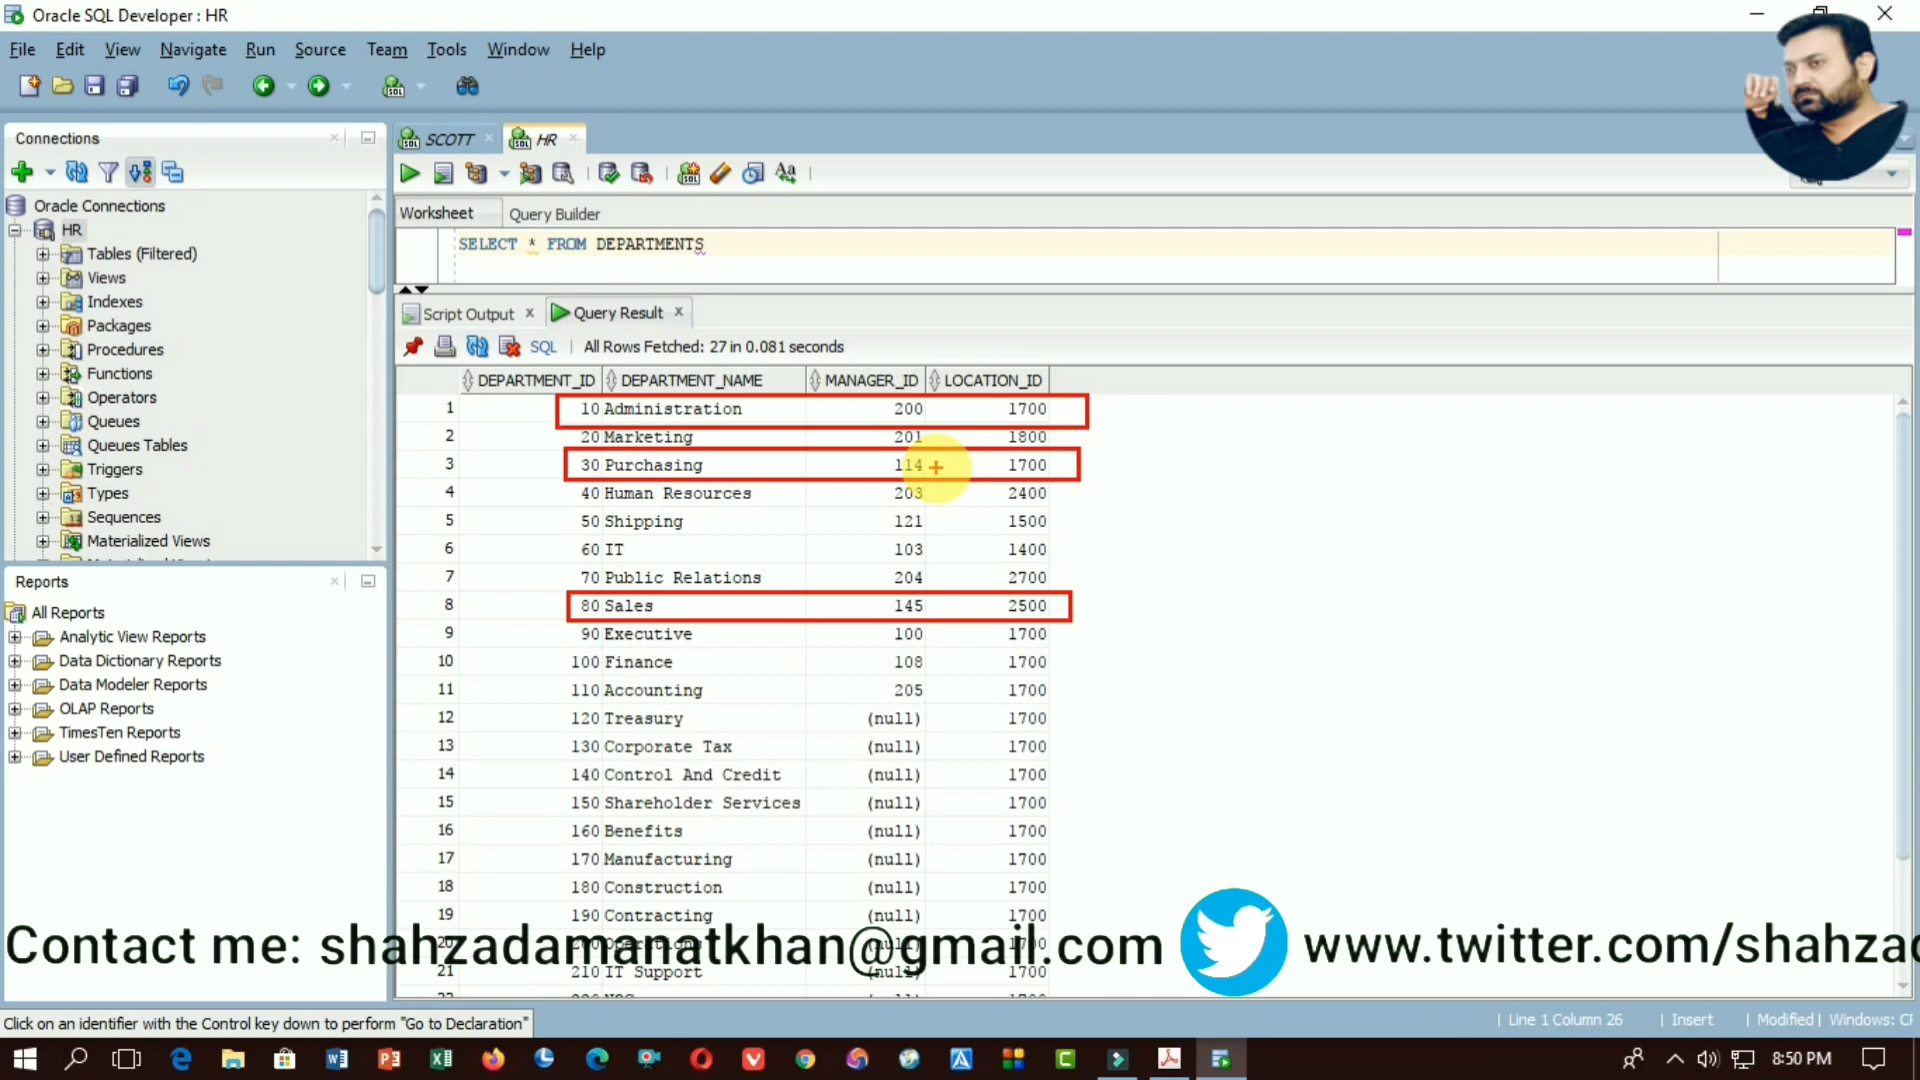 Oracle SQL Developer : HR
File Edit View Navigate Run Source Team Tools Window Help
Connections
SCOTT HR
Worksheet Query Builder
SELECT * FROM DEPARTMENTS
Oracle Connections
HR
Tables (Filtered)
Views
Indexes
Packages
Procedures
Functions
Operators
Queues
Queues Tables
Triggers
Types
Sequences
Materialized Views
Reports
All Reports
Analytic View Reports
Data Dictionary Reports
Data Modeler Reports
OLAP Reports
TimesTen Reports
User Defined Reports
Script Output Query Result
SQL | All Rows Fetched: 27 in 0.081 seconds
DEPARTMENT_ID DEPARTMENT_NAME MANAGER_ID LOCATION_ID
1 10 Administration 200 1700
2 20 Marketing 201 1800
3 30 Purchasing 114 1700
4 40 Human Resources 203 2400
5 50 Shipping 121 1500
6 60 IT 103 1400
7 70 Public Relations 204 2700
8 80 Sales 145 2500
9 90 Executive 100 1700
10 100 Finance 108 1700
11 110 Accounting 205 1700
12 120 Treasury (null) 1700
13 130 Corporate Tax (null) 1700
14 140 Control And Credit (null) 1700
15 150 Shareholder Services (null) 1700
16 160 Benefits (null) 1700
17 170 Manufacturing (null) 1700
18 180 Construction (null) 1700
19 190 Contracting (null) 1700
21 210 IT Support (null) 1700
Contact me: shahzadamanatkhan@gmail.com www.twitter.com/shahzad
Click on an identifier with the Control key down to perform "Go to Declaration"
| Line 1 Column 26 | Insert | Modified | Windows: CR
8:50 PM